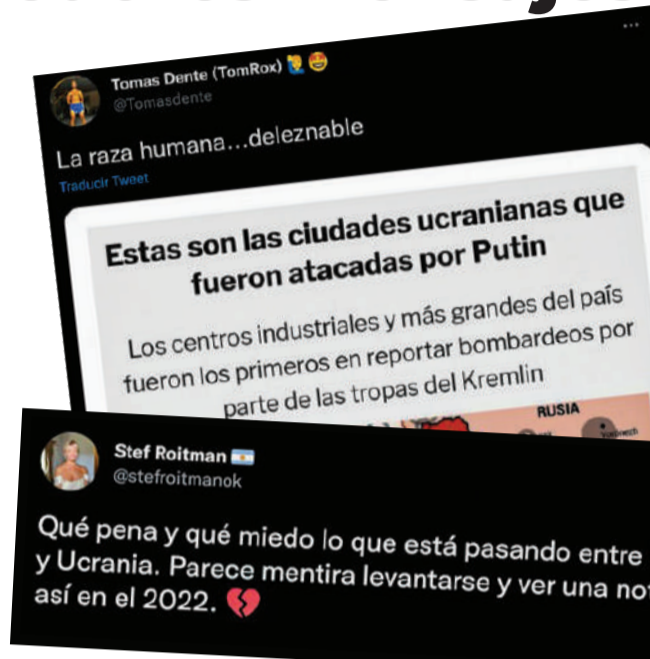 Tomas Dente (TomRox) 🙋‍♂️ 🤩
@Tomasdente
La raza humana...deleznable
Traducir Tweet
Estas son las ciudades ucranianas que
fueron atacadas por Putin
Los centros industriales y más grandes del país
fueron los primeros en reportar bombardeos por
parte de las tropas del Kremlin
RUSIA
Stef Roitman 🇦🇷
@stefroitmanok
Qué pena y qué miedo lo que está pasando entre
y Ucrania. Parece mentira levantarse y ver una
así en el 2022. 💔